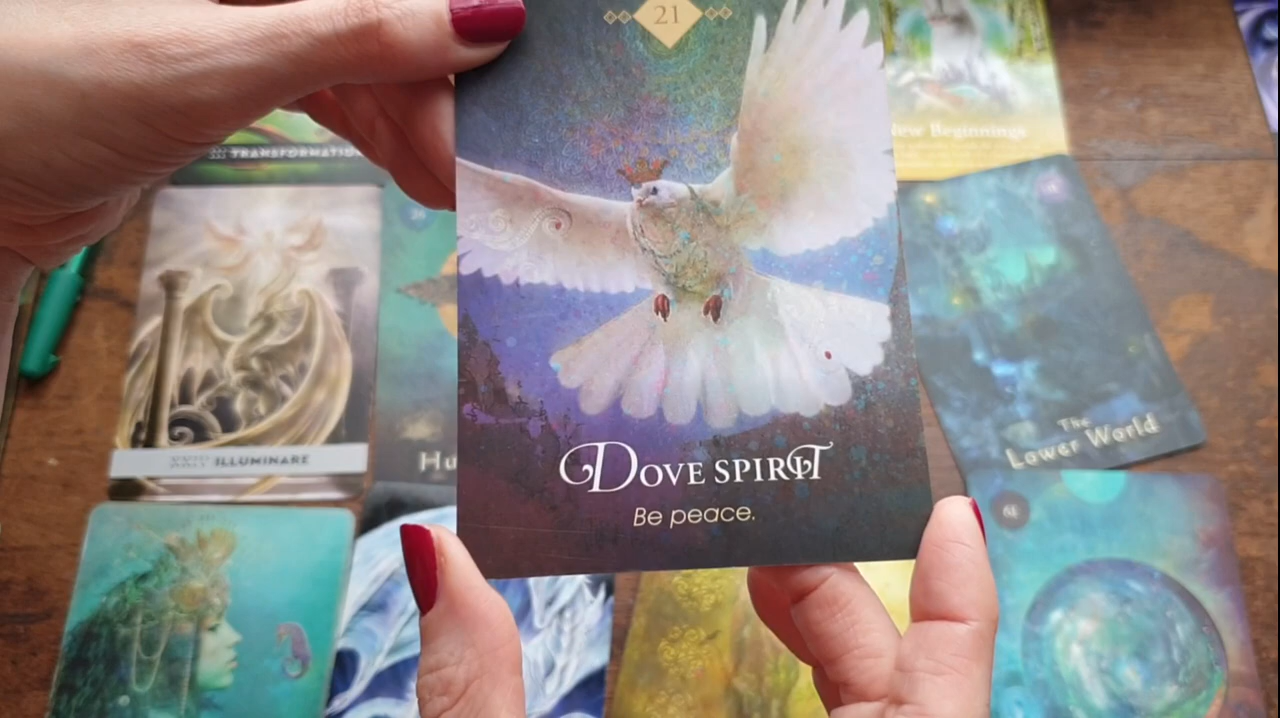 21
New Beginnings
TRANSFORMATION
The
Lower World
ILLUMINARE
DOVE SPIRIT
Be peace.